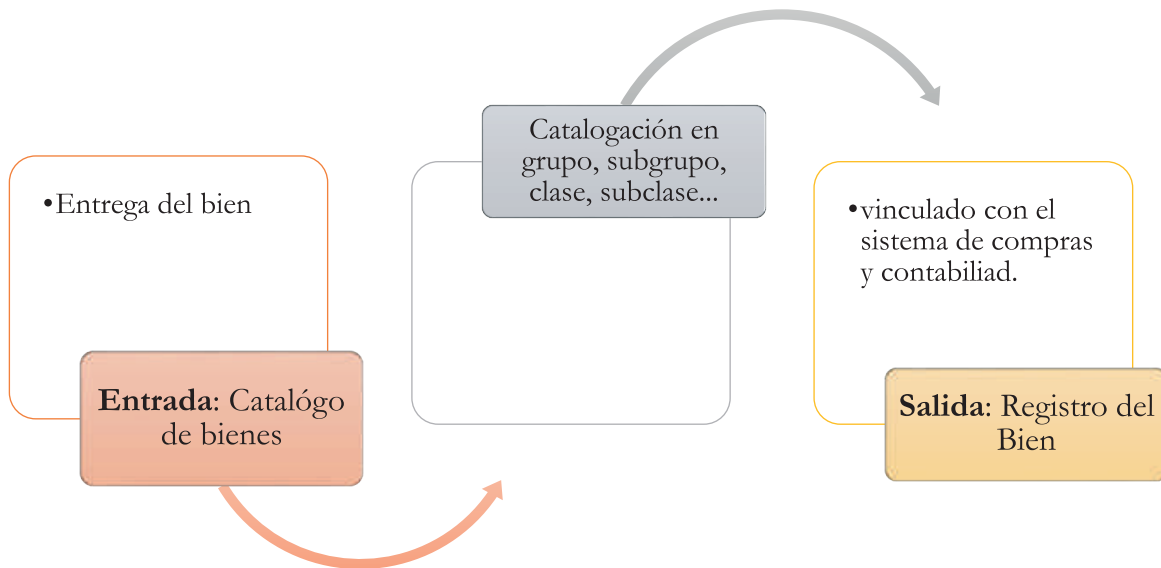 •Entrega del bien
Entrada: Catalógo
de bienes
Catalogación en
grupo, subgrupo,
clase, subclase...
•vinculado con el
sistema de compras
y contabiliad.
Salida: Registro del
Bien